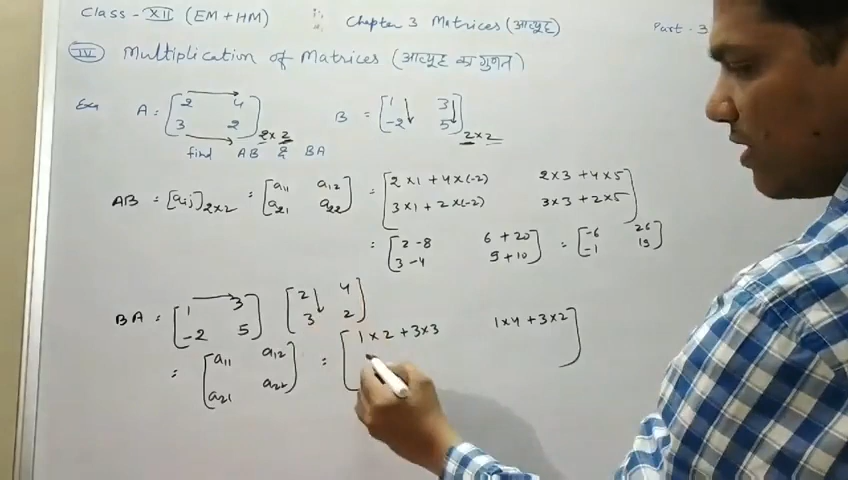 Class - XII (EM + HM) Chapter 3 Matrices (आव्यूह) Part - 3
IV Multiplication of Matrices (आव्यूह का गुणन)
Ex A = [2 4 B = [1 3
3 2]2×2 -2 5]2×2
find AB & BA
AB = [aij]2×2 = [a11 a12 = [2×1 + 4×(-2) 2×3 + 4×5
a21 a22] 3×1 + 2×(-2) 3×3 + 2×5]
= [2 - 8 6 + 20 = [-6 26
3 - 4 9 + 10] -1 19]
BA = [1 3 [2 4
-2 5] 3 2]
= [a11 a12 = [1×2 + 3×3 1×4 + 3×2
a21 a22] ]